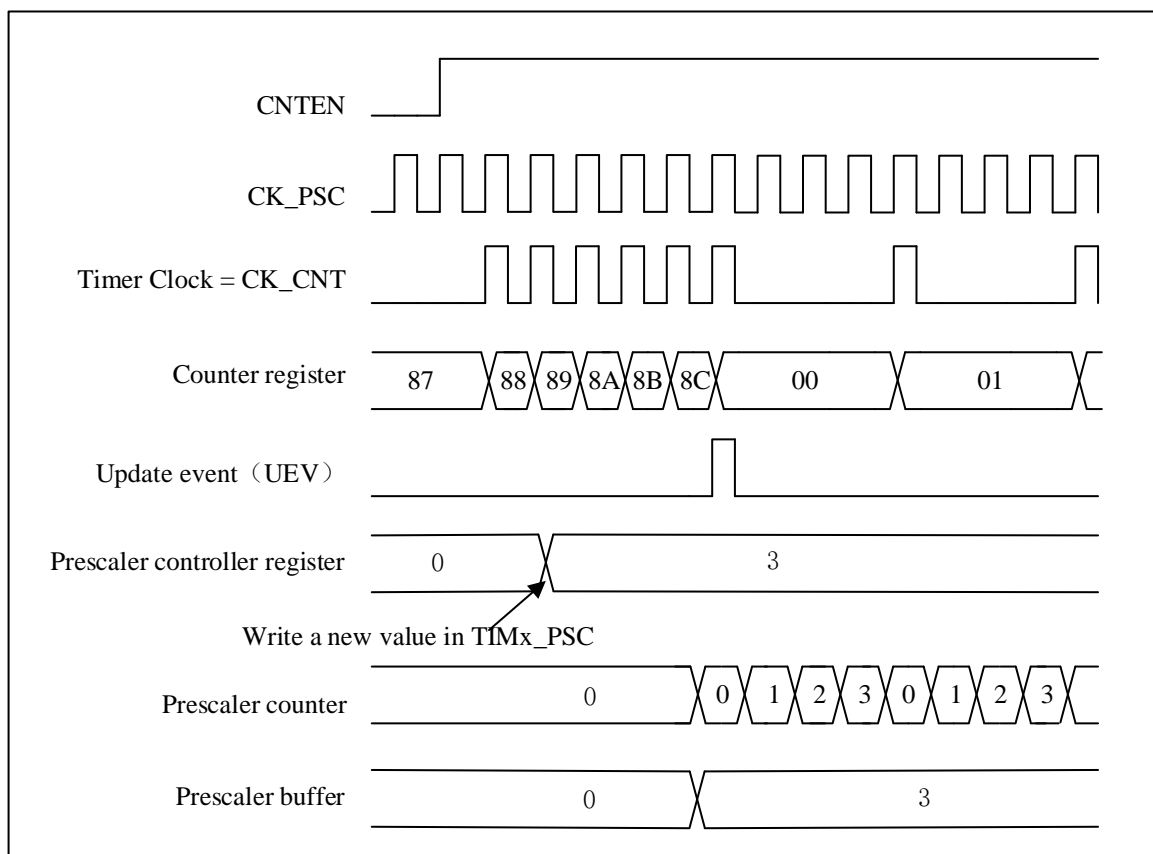 CNTEN
CK_PSC
Timer Clock = CK_CNT
Counter register 87 88 89 8A 8B 8C 00 01
Update event（UEV）
Prescaler controller register 0 3
Write a new value in TIMx_PSC
Prescaler counter 0 0 1 2 3 0 1 2 3
Prescaler buffer 0 3